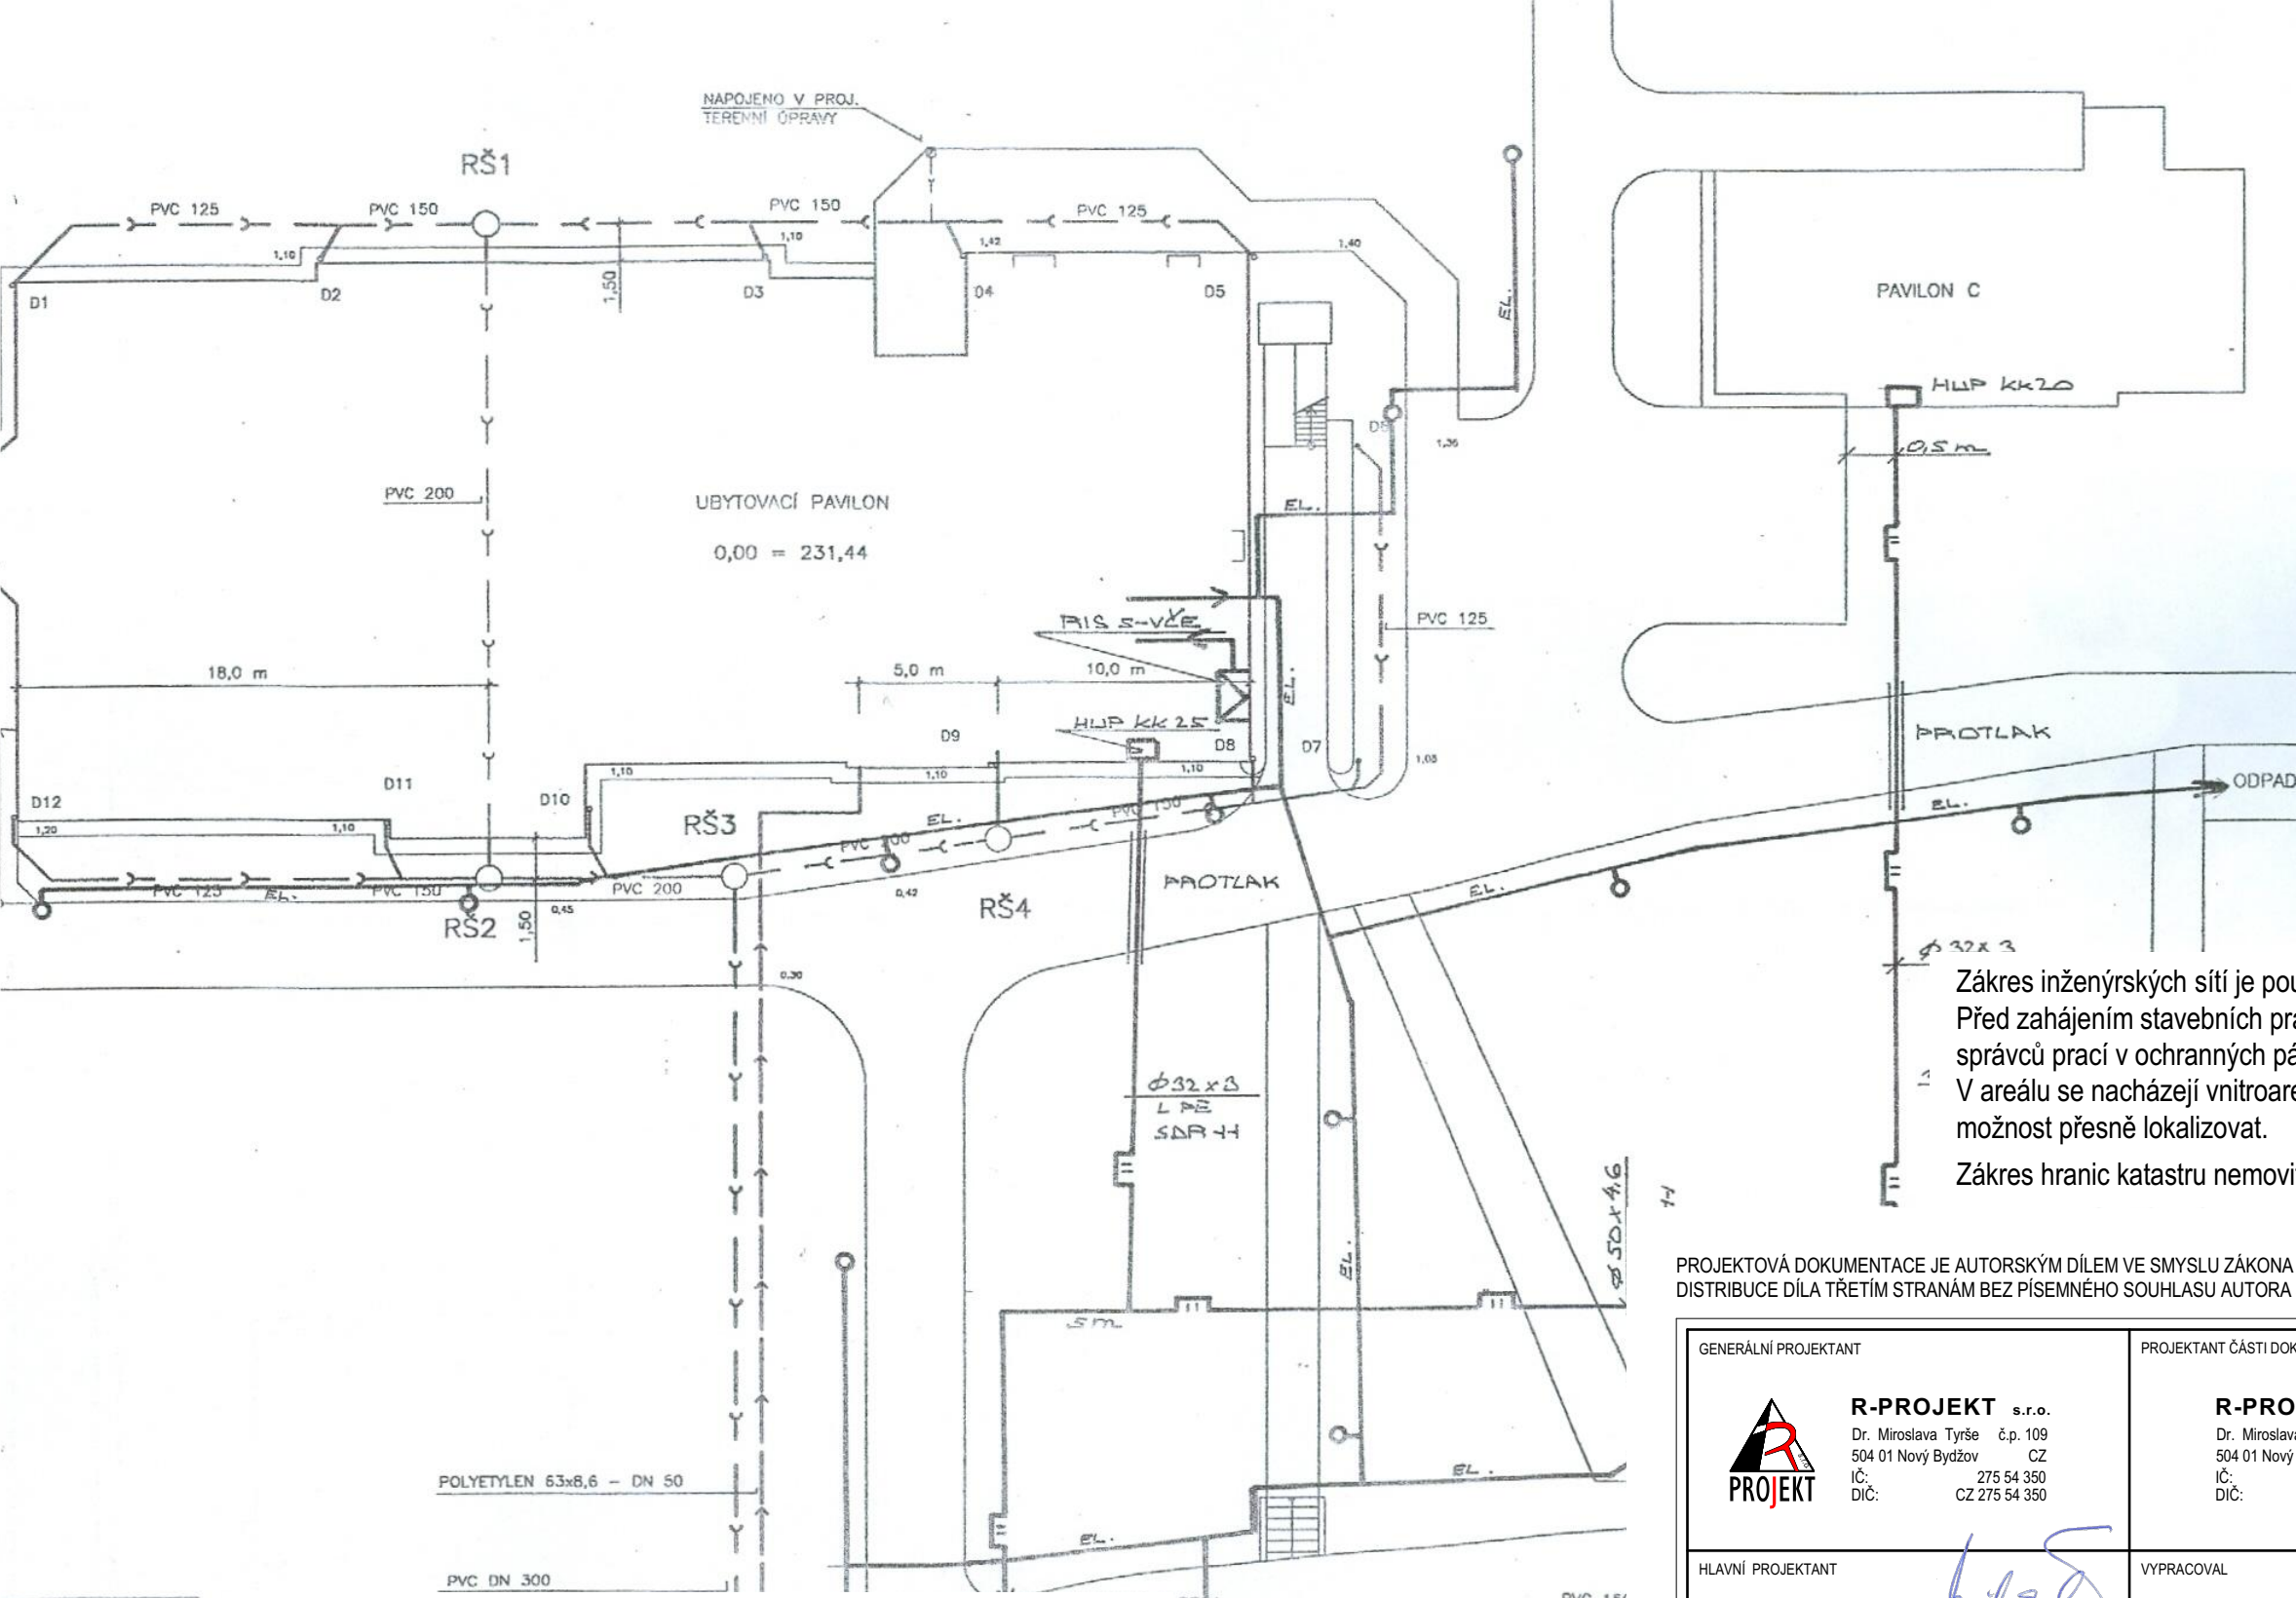 NAPOJENO V PROJ.
TERENNÍ ÚPRAVY
RŠ1
PVC 125
PVC 150
PVC 150
PVC 125
1,10
1,50
1,10
1,42
1,40
D1
D2
D3
D4
D5
EL.
PAVILON C
HUP KK20
0,5 m
D6
1,36
PVC 200
UBYTOVACÍ PAVILON
0,00 = 231,44
EL.
RIS 5-VČE
PVC 125
18,0 m
5,0 m
10,0 m
EL.
HUP KK 25
D9
D8
D7
1,10
1,10
1,10
1,05
PROTLAK
ODPAD
D12
D11
D10
1,20
1,10
RŠ3
EL.
PVC 150
PVC 200
EL.
PVC 125
EL.
PVC 150
PVC 200
0,42
PROTLAK
EL.
RŠ2
1,50
0,45
RŠ4
0,30
ϕ 32x3
Zákres inženýrských sítí je pou
Před zahájením stavebních pra
správců prací v ochranných pá
V areálu se nacházejí vnitroare
možnost přesně lokalizovat.
Zákres hranic katastru nemovi
ϕ32x3
L PE
SDR 11
ϕ 50x4,6
11
EL.
5m
PROJEKTOVÁ DOKUMENTACE JE AUTORSKÝM DÍLEM VE SMYSLU ZÁKONA
DISTRIBUCE DÍLA TŘETÍM STRANÁM BEZ PÍSEMNÉHO SOUHLASU AUTORA
GENERÁLNÍ PROJEKTANT
PROJEKTANT ČÁSTI DOK
R
s.r.o.
PROJEKT
R-PROJEKT s.r.o.
Dr. Miroslava Tyrše č.p. 109
504 01 Nový Bydžov CZ
IČ: 275 54 350
DIČ: CZ 275 54 350
R-PRO
Dr. Miroslava
504 01 Nový
IČ:
DIČ:
POLYETYLEN 63x8,6 – DN 50
EL.
EL.
PVC DN 300
HLAVNÍ PROJEKTANT
VYPRACOVAL